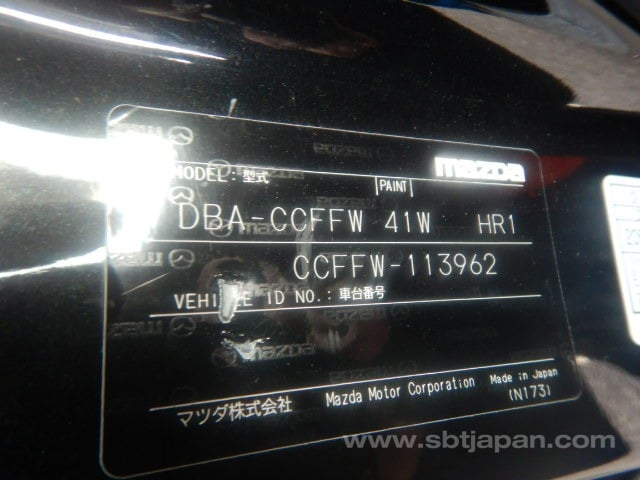 mazda
MODEL:型式 PAINT
DBA-CCFFW 41W HR1
CCFFW-113962
ID NO.:車台番号
マツダ株式会社 Mazda Motor Corporation Made in Japan
(N173)
www.sbtjapan.com